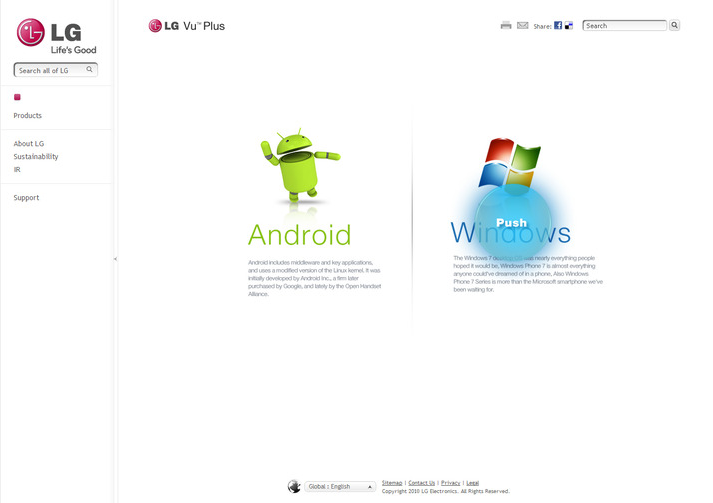 LG
Life's Good
Search all of LG
Products
About LG
Sustainability
IR
Support
LG Vu™ Plus
Share:
Search
Android
Android includes middleware and key applications,
and uses a modified version of the Linux kernel. It was
initially developed by Android Inc., a firm later
purchased by Google, and lately by the Open Handset
Alliance.
Push
Windows
The Windows 7 desktop OS was nearly everything people
hoped it would be, Windows Phone 7 is almost everything
anyone could've dreamed of in a phone, Also Windows
Phone 7 Series is more than the Microsoft smartphone we've
been waiting for.
Global : English
Sitemap | Contact Us | Privacy | Legal
Copyright 2010 LG Electronics. All Rights Reserved.